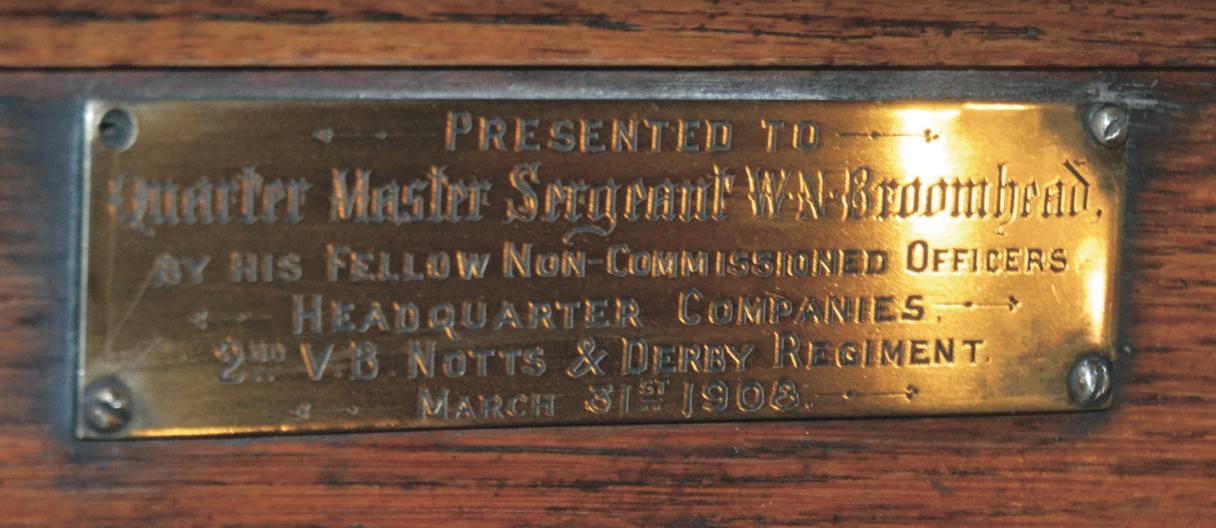 PRESENTED TO
Quarter Master Sergeant W.N. Broomhead,
BY HIS FELLOW NON-COMMISSIONED OFFICERS
HEADQUARTER COMPANIES.
2ND V.B. NOTTS & DERBY REGIMENT.
MARCH 31ST 1908.